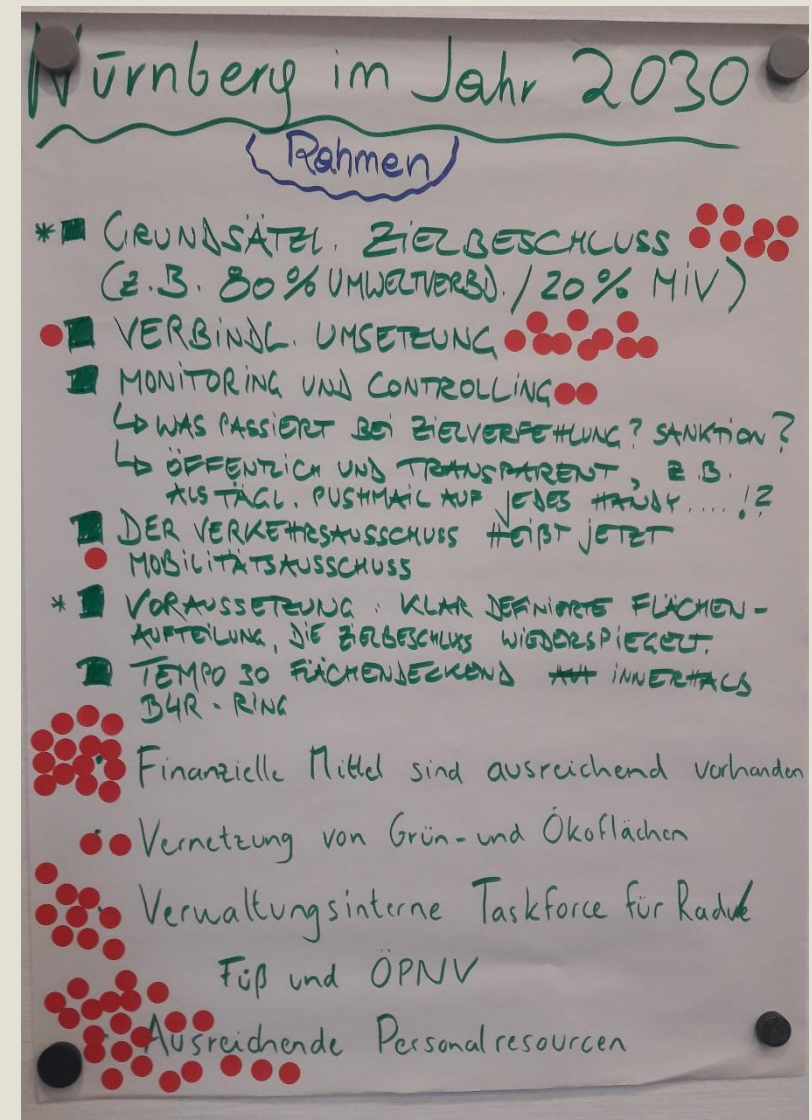 Nürnberg im Jahr 2030
Rahmen
* GRUNDSÄTZL. ZIELBESCHLUSS
(Z.B. 80% UMWELTVERBD. / 20% MIV)
VERBINDL. UMSETZUNG
MONITORING UND CONTROLLING
↳ WAS PASSIERT BEI ZIELVERFEHLUNG? SANKTION?
↳ ÖFFENTLICH UND TRANSPARENT, Z.B.
ALS TÄGL. PUSHMAIL AUF JEDES HANDY....!?
DER VERKEHRSAUSSCHUSS HEIßT JETZT
MOBILITÄTSAUSSCHUSS
* VORAUSSETZUNG: KLAR DEFINIERTE FLÄCHEN-
AUFTEILUNG, DIE ZIELBESCHLUSS WIEDERSPIEGELT.
TEMPO 30 FLÄCHENDECKEND INNERHALB
B4R-RING
Finanzielle Mittel sind ausreichend vorhanden
Vernetzung von Grün- und Ökoflächen
Verwaltungsinterne Taskforce für
Fuß und ÖPNV
Ausreichende Personalresourcen